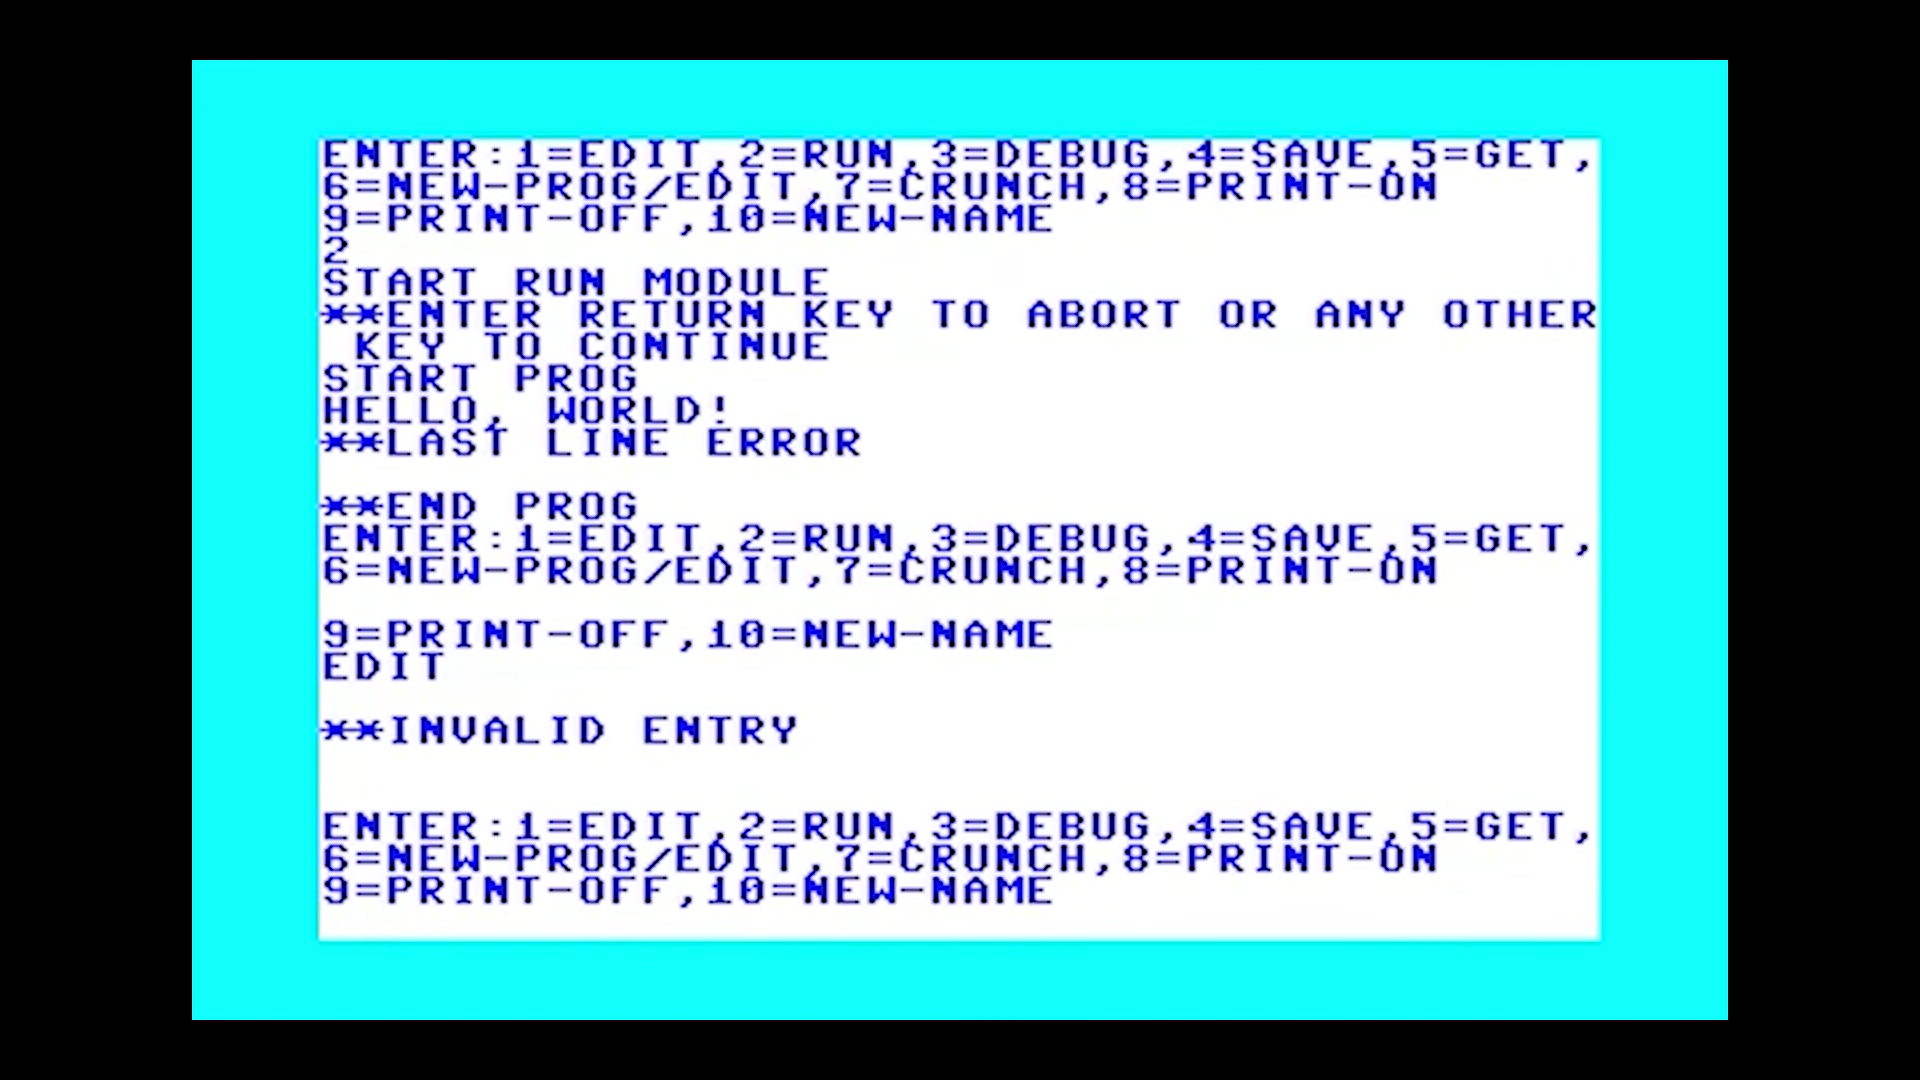 ENTER:1=EDIT,2=RUN,3=DEBUG,4=SAVE,5=GET,
6=NEW-PROG/EDIT,7=CRUNCH,8=PRINT-ON
9=PRINT-OFF,10=NEW-NAME
2
START RUN MODULE
**ENTER RETURN KEY TO ABORT OR ANY OTHER
KEY TO CONTINUE
START PROG
HELLO, WORLD!
**LAST LINE ERROR
**END PROG
ENTER:1=EDIT,2=RUN,3=DEBUG,4=SAVE,5=GET,
6=NEW-PROG/EDIT,7=CRUNCH,8=PRINT-ON
9=PRINT-OFF,10=NEW-NAME
EDIT
**INVALID ENTRY
ENTER:1=EDIT,2=RUN,3=DEBUG,4=SAVE,5=GET,
6=NEW-PROG/EDIT,7=CRUNCH,8=PRINT-ON
9=PRINT-OFF,10=NEW-NAME